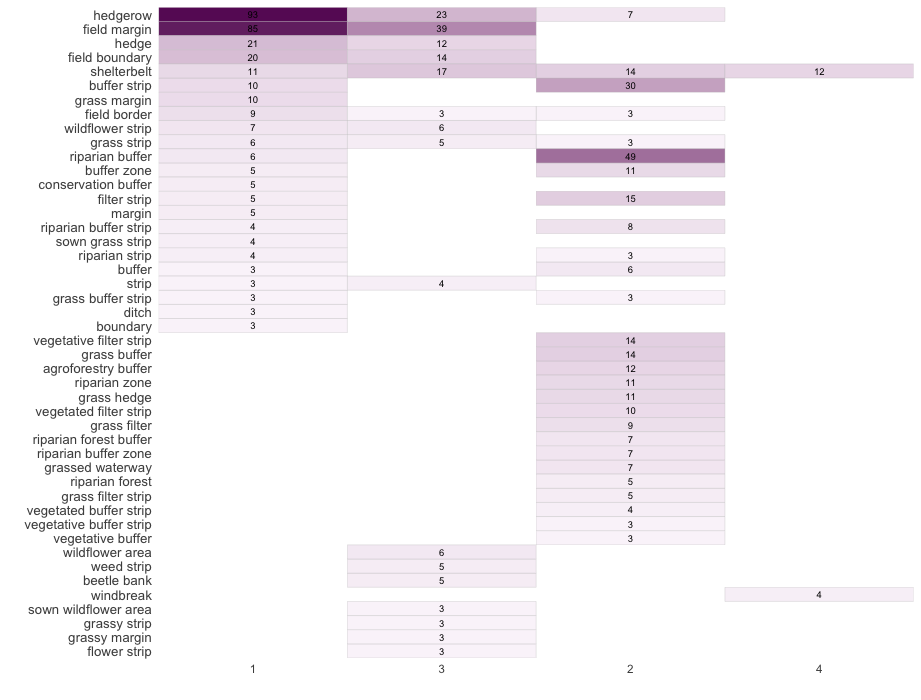 hedgerow 93 23 7
field margin 85 39
hedge 21 12
field boundary 20 14
shelterbelt 11 17 14 12
buffer strip 10 30
grass margin 10
field border 9 3 3
wildflower strip 7 6
grass strip 6 5 3
riparian buffer 6 49
buffer zone 5 11
conservation buffer 5
filter strip 5 15
margin 5
riparian buffer strip 4 8
sown grass strip 4
riparian strip 4 3
buffer 3 6
strip 3 4
grass buffer strip 3 3
ditch 3
boundary 3
vegetative filter strip 14
grass buffer 14
agroforestry buffer 12
riparian zone 11
grass hedge 11
vegetated filter strip 10
grass filter 9
riparian forest buffer 7
riparian buffer zone 7
grassed waterway 7
riparian forest 5
grass filter strip 5
vegetated buffer strip 4
vegetative buffer strip 3
vegetative buffer 3
wildflower area 6
weed strip 5
beetle bank 5
windbreak 4
sown wildflower area 3
grassy strip 3
grassy margin 3
flower strip 3
1 3 2 4